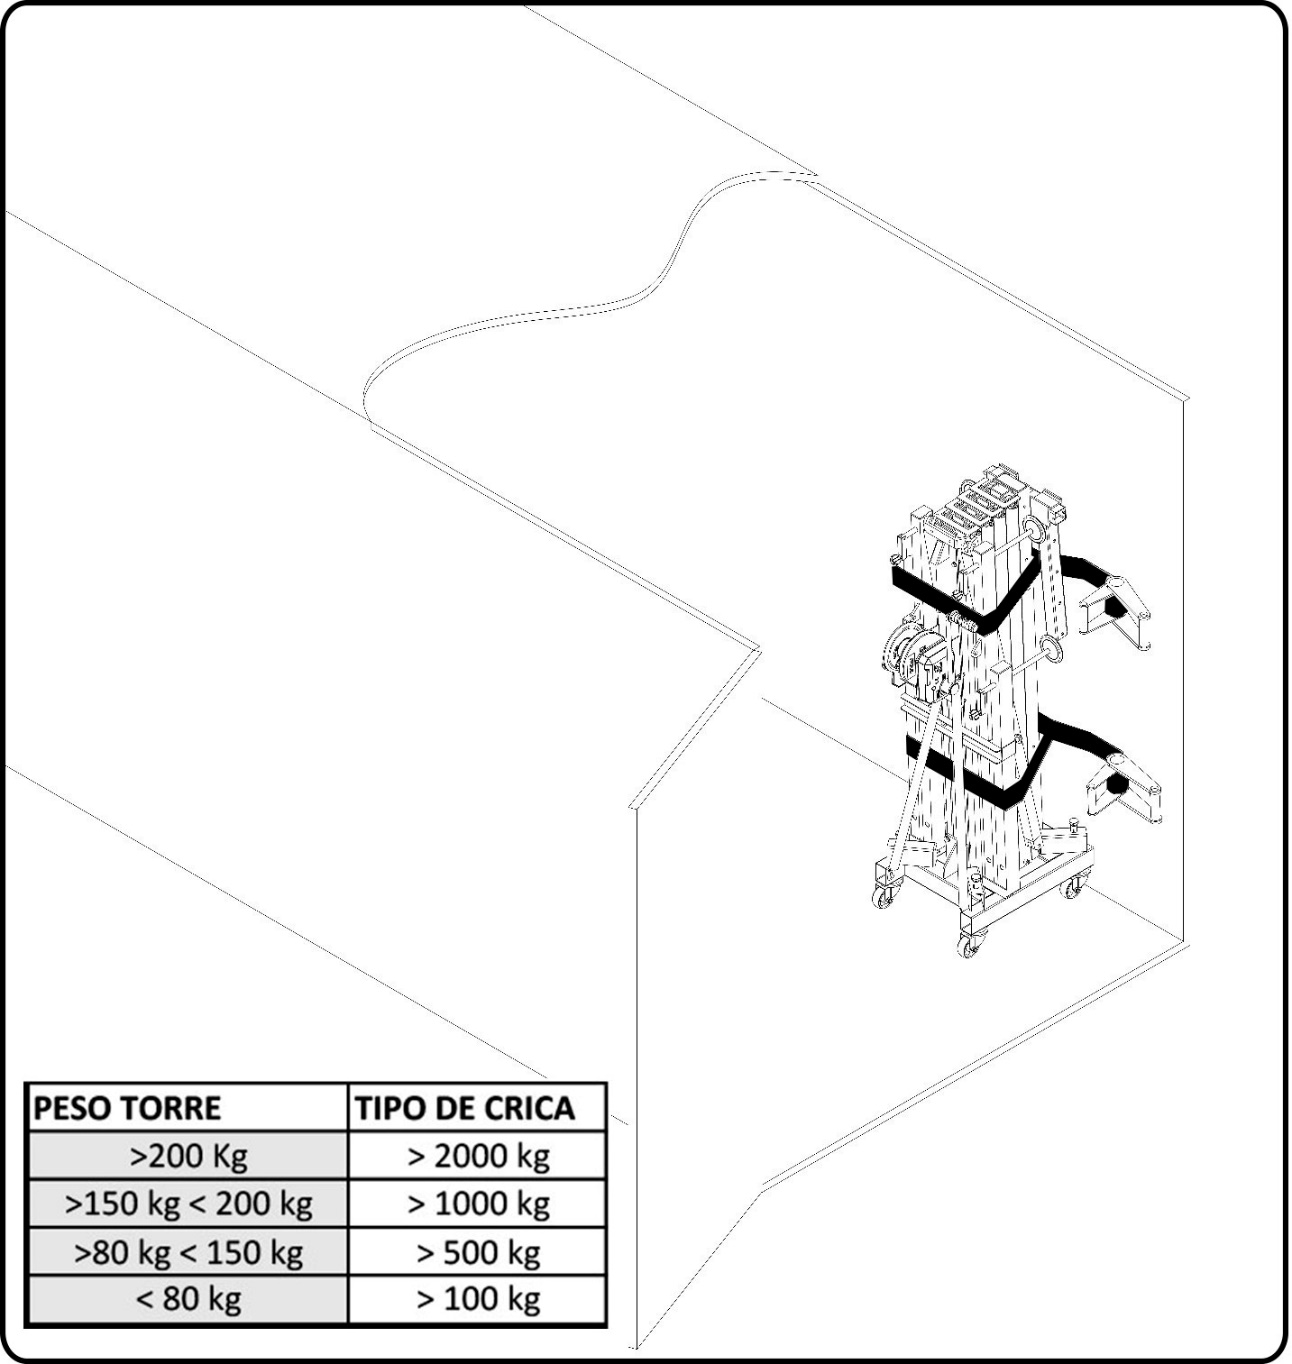 PESO TORRE TIPO DE CRICA
>200 Kg > 2000 kg
>150 kg < 200 kg > 1000 kg
>80 kg < 150 kg > 500 kg
< 80 kg > 100 kg